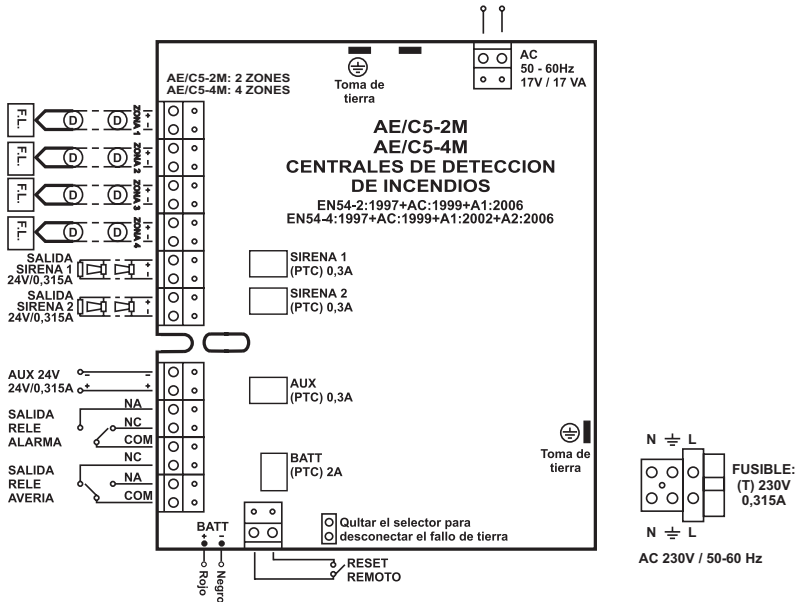 AC
50 - 60Hz
17V / 17 VA
AE/C5-2M: 2 ZONES
AE/C5-4M: 4 ZONES
Toma de
tierra
AE/C5-2M
AE/C5-4M
CENTRALES DE DETECCION
DE INCENDIOS
EN54-2:1997+AC:1999+A1:2006
EN54-4:1997+AC:1999+A1:2002+A2:2006
F.L. D D ZONA 1 + -
F.L. D D ZONA 2 + -
F.L. D D ZONA 3 + -
F.L. D D ZONA 4 + -
SALIDA
SIRENA 1
24V/0,315A
+ -
SALIDA
SIRENA 2
24V/0,315A
+ -
SIRENA 1
(PTC) 0,3A
SIRENA 2
(PTC) 0,3A
AUX 24V - -
24V/0,315A + +
AUX
(PTC) 0,3A
SALIDA
RELE
ALARMA
NA
NC
COM
SALIDA
RELE
AVERIA
NC
NA
COM
BATT
(PTC) 2A
Toma de
tierra
BATT
+ -
Rojo
Negro
Quitar el selector para
desconectar el fallo de tierra
RESET
REMOTO
N L
FUSIBLE:
(T) 230V
0,315A
N L
AC 230V / 50-60 Hz